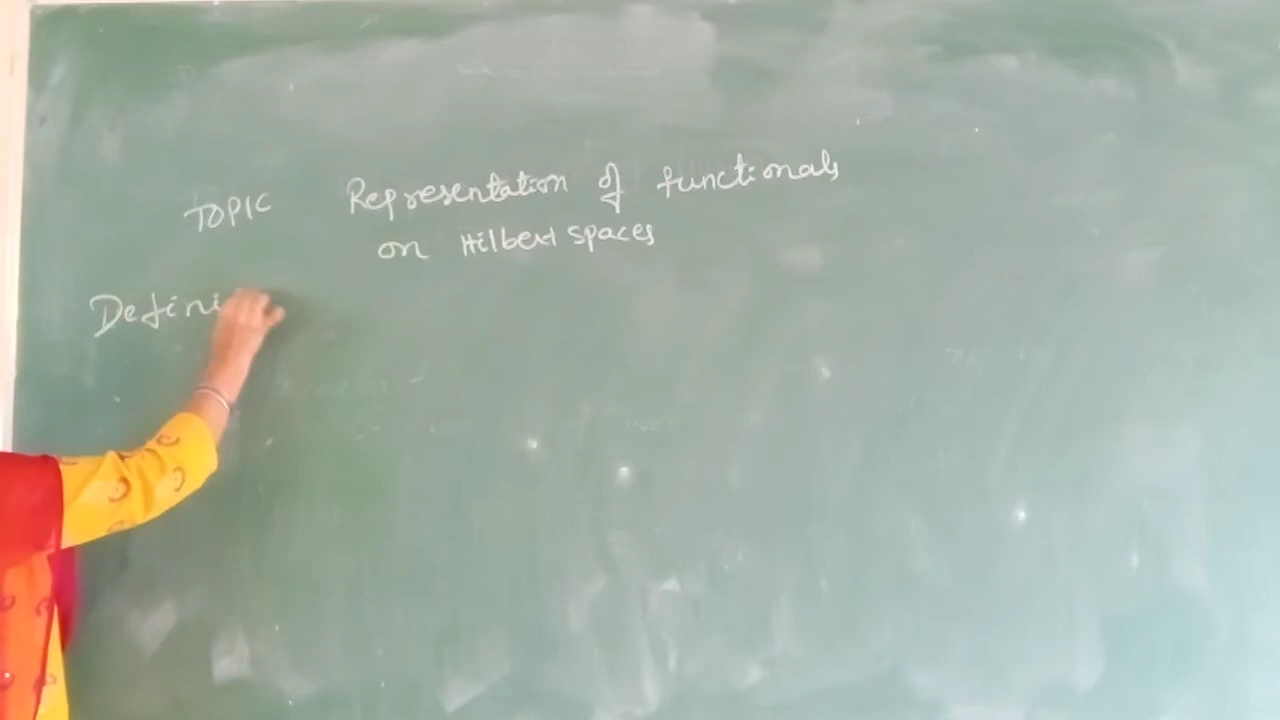 TOPIC Representation of functionals
on Hilbert spaces
Defini